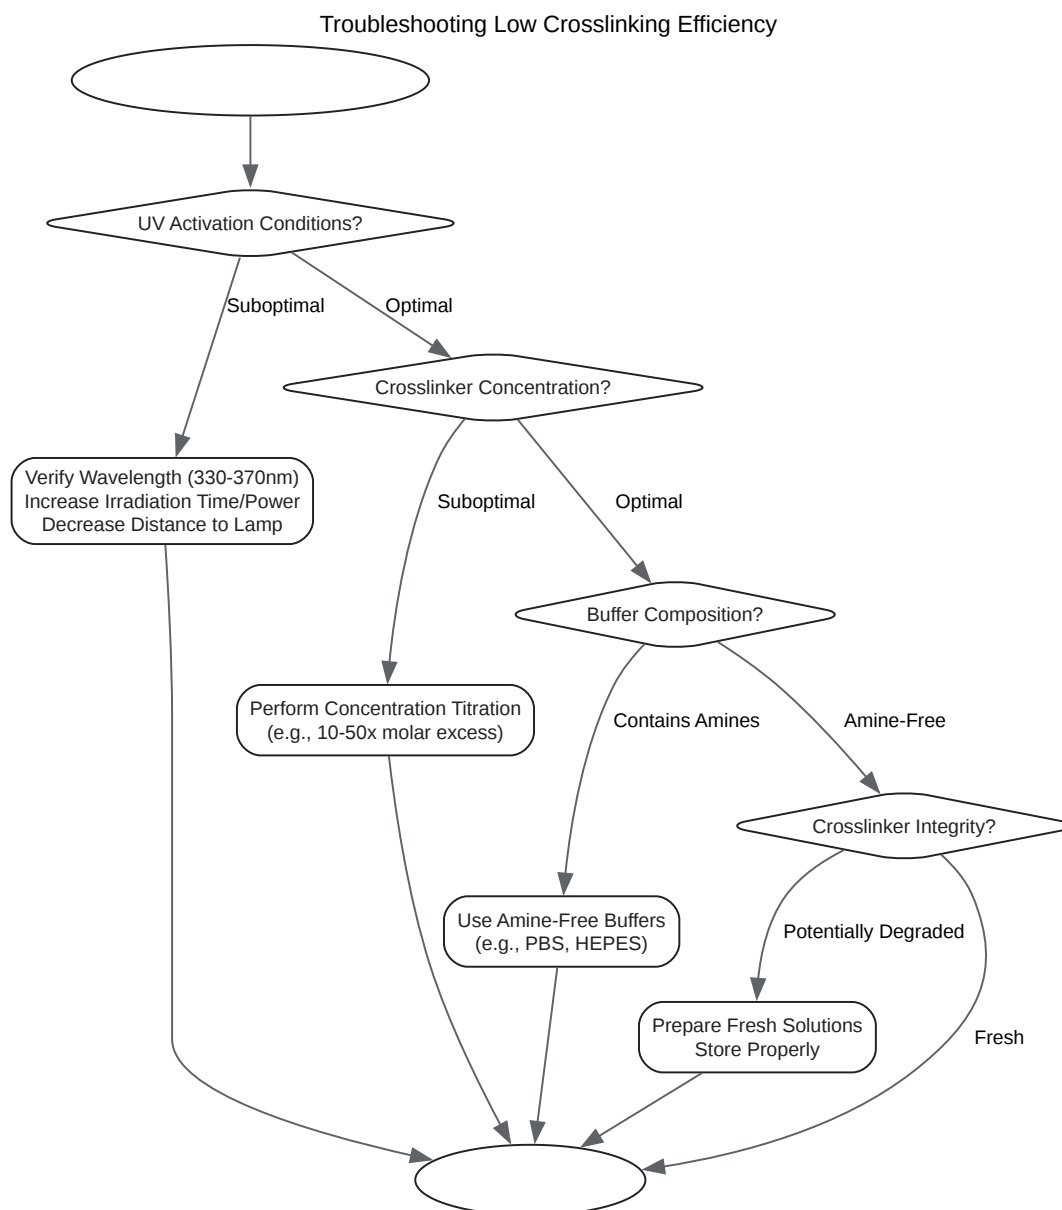 Troubleshooting Low Crosslinking Efficiency
UV Activation Conditions?
Suboptimal
Optimal
Crosslinker Concentration?
Verify Wavelength (330-370nm)
Increase Irradiation Time/Power
Decrease Distance to Lamp
Suboptimal
Optimal
Buffer Composition?
Perform Concentration Titration
(e.g., 10-50x molar excess)
Contains Amines
Amine-Free
Crosslinker Integrity?
Use Amine-Free Buffers
(e.g., PBS, HEPES)
Potentially Degraded
Prepare Fresh Solutions
Store Properly
Fresh